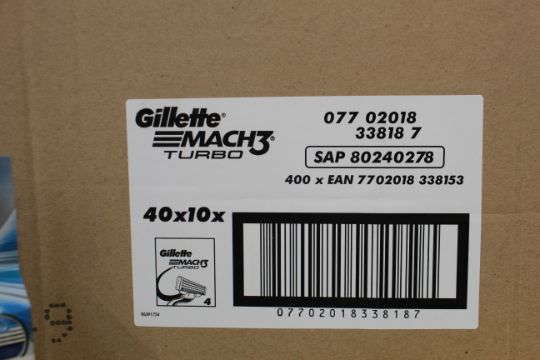 Gillette®
MACH3®
TURBO
077 02018
33818 7
SAP 80240278
400 x EAN 7702018 338153
40x10x
Gillette
MACH3
TURBO
4
07702018338187
9